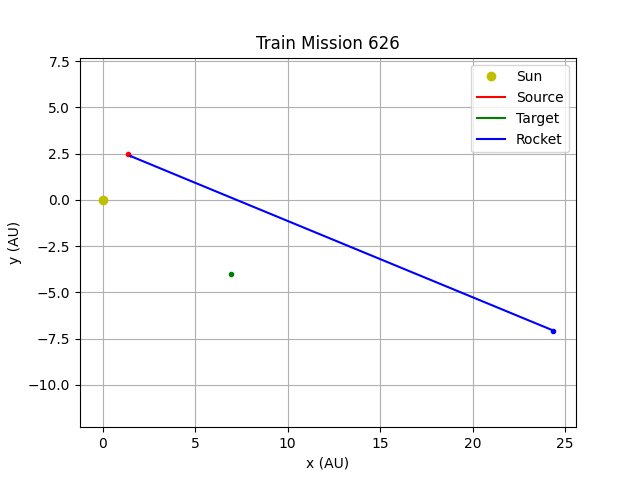 Train Mission 626
7.5
5.0
2.5
0.0
−2.5
−5.0
−7.5
−10.0
y (AU)
Sun
Source
Target
Rocket
0 5 10 15 20 25
x (AU)